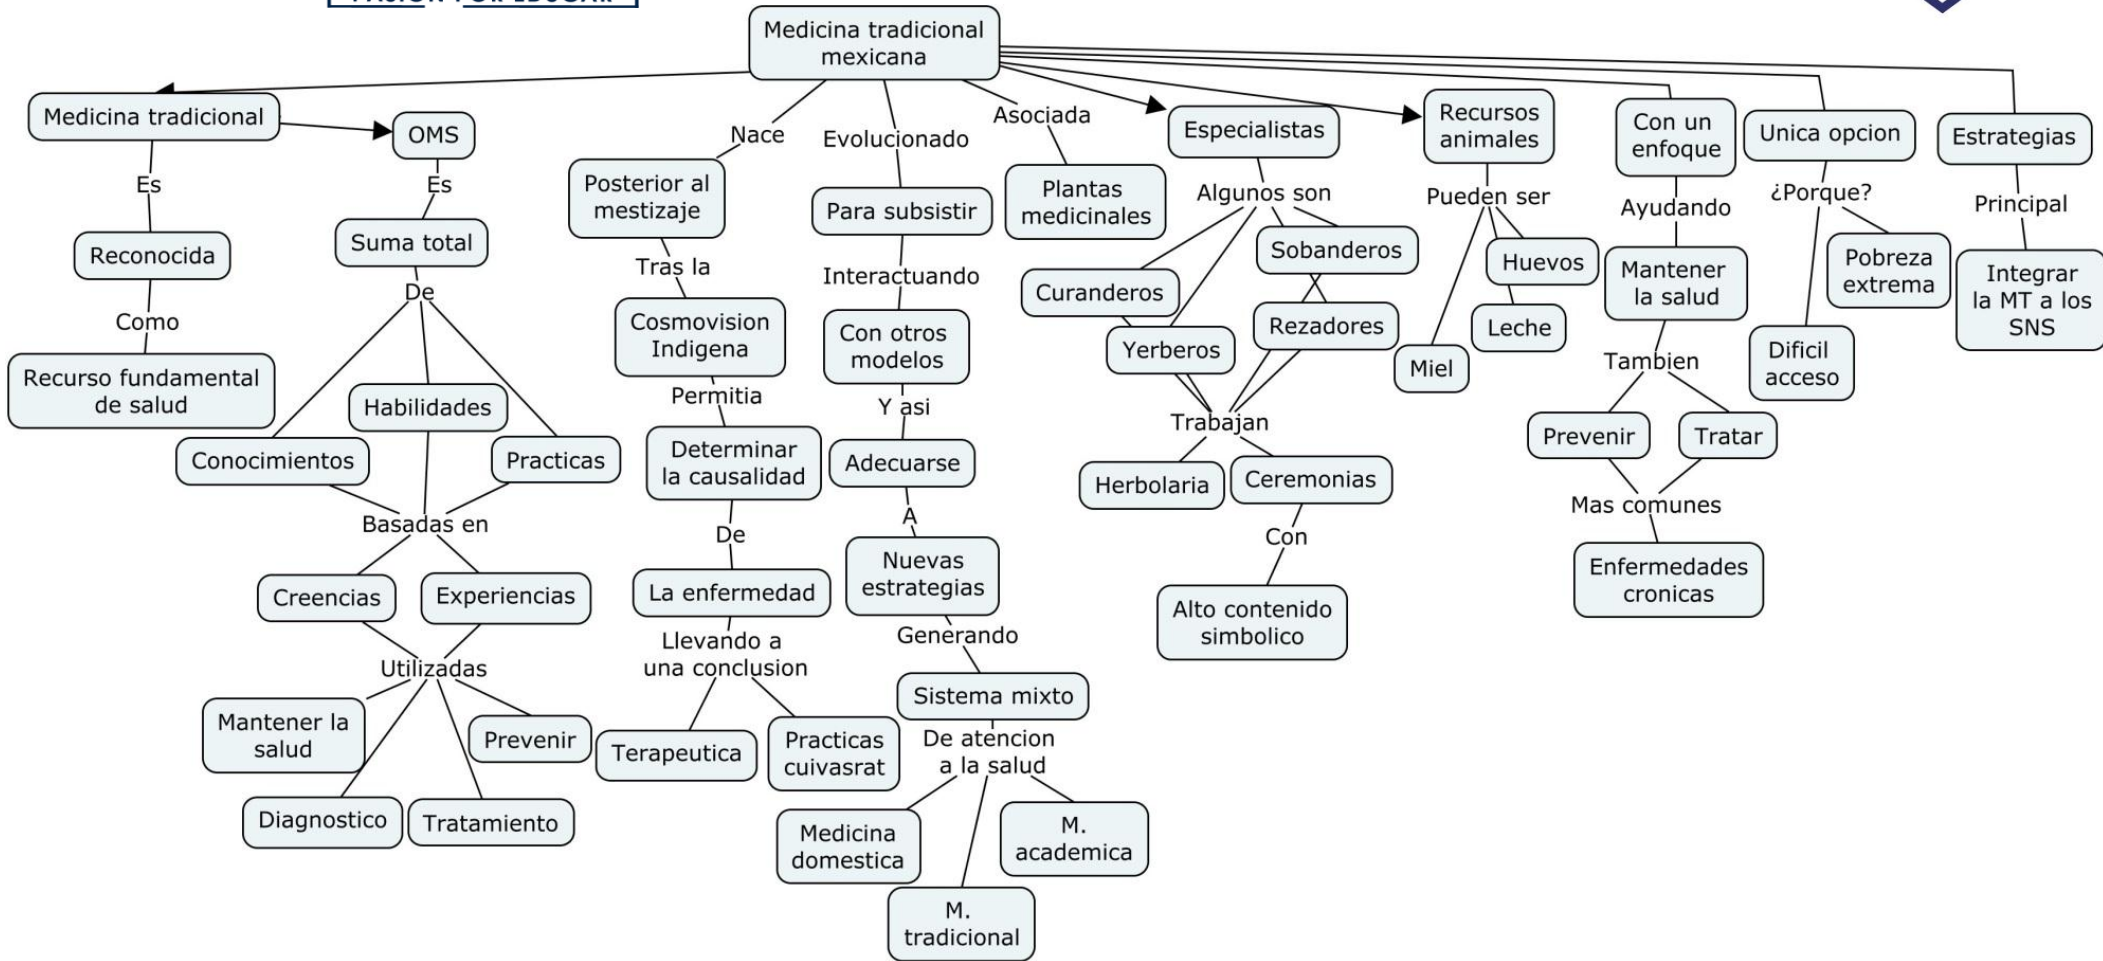 PASIÓN POR EDUCAR
Medicina tradicional
mexicana
Medicina tradicional
Es
Reconocida
Como
Recurso fundamental
de salud
OMS
Es
Suma total
De
Conocimientos
Habilidades
Practicas
Basadas en
Creencias
Experiencias
Utilizadas
Mantener la
salud
Diagnostico
Tratamiento
Prevenir
Nace
Posterior al
mestizaje
Tras la
Cosmovision
Indigena
Permitia
Determinar
la causalidad
De
La enfermedad
Llevando a
una conclusion
Terapeutica
Practicas
cuivasrat
Evolucionado
Para subsistir
Interactuando
Con otros
modelos
Y asi
Adecuarse
A
Nuevas
estrategias
Generando
Sistema mixto
De atencion
a la salud
Medicina
domestica
M.
tradicional
M.
academica
Asociada
Plantas
medicinales
Especialistas
Algunos son
Curanderos
Yerberos
Sobanderos
Rezadores
Trabajan
Herbolaria
Ceremonias
Con
Alto contenido
simbolico
Recursos
animales
Pueden ser
Miel
Leche
Huevos
Con un
enfoque
Ayudando
Mantener
la salud
Tambien
Prevenir
Tratar
Mas comunes
Enfermedades
cronicas
Unica opcion
¿Porque?
Dificil
acceso
Pobreza
extrema
Estrategias
Principal
Integrar
la MT a los
SNS